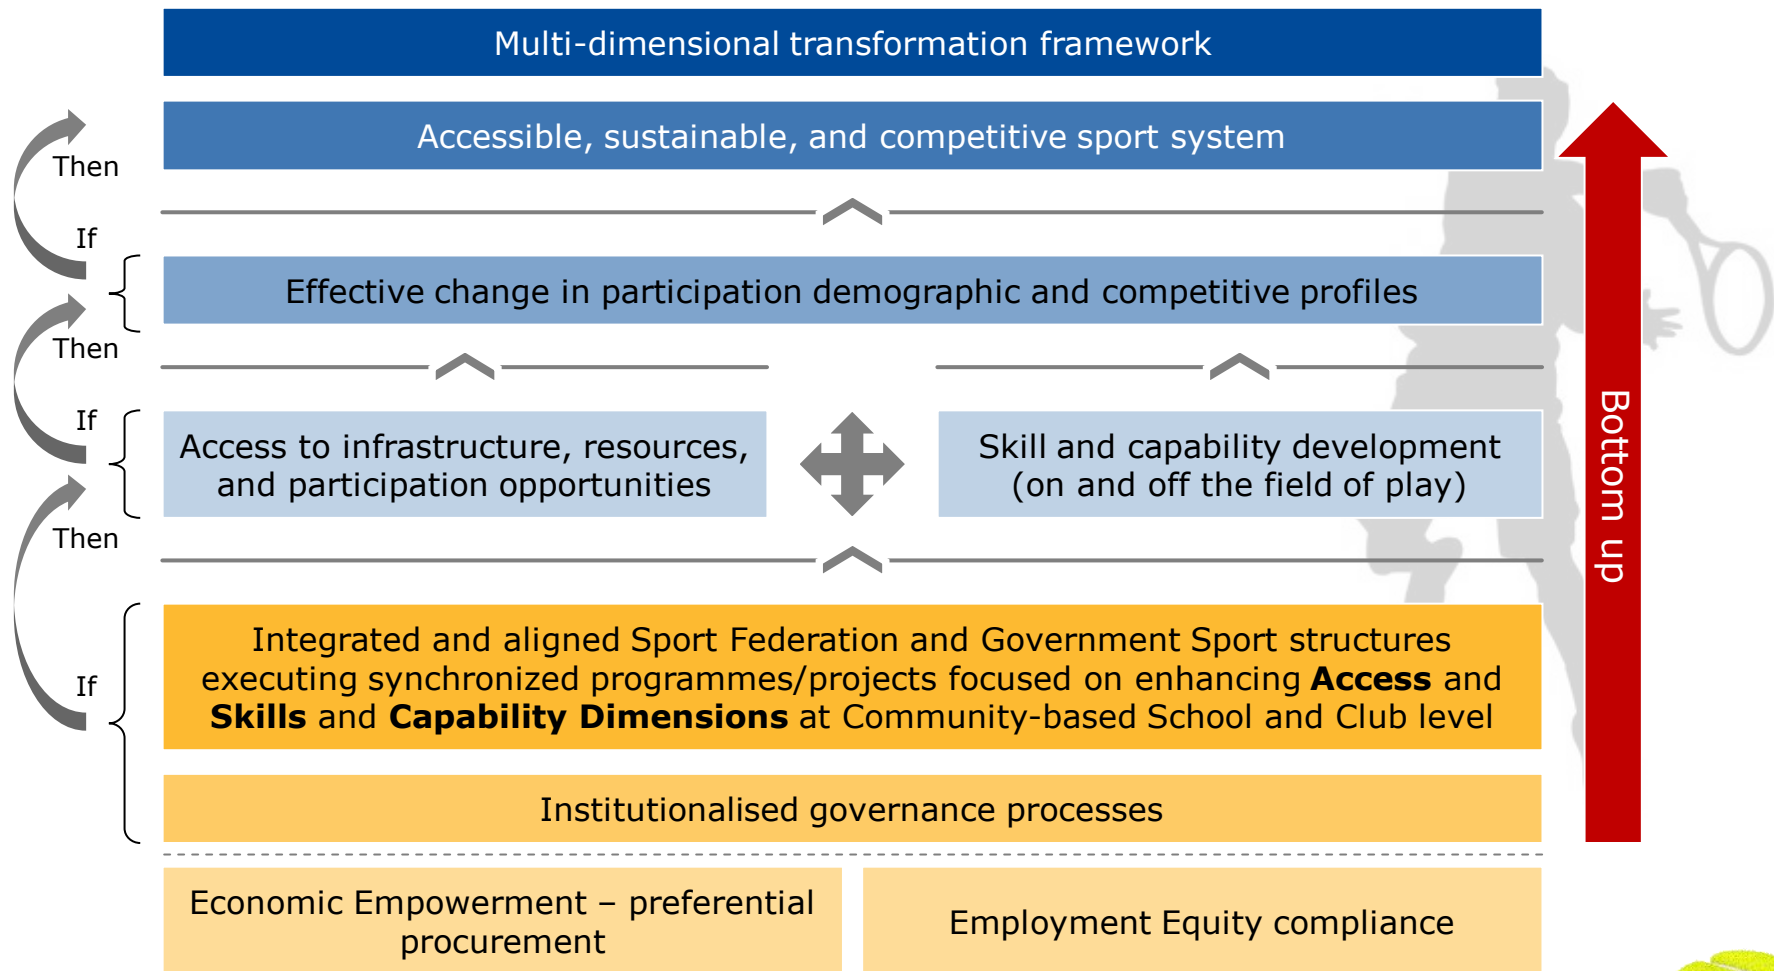 Multi-dimensional transformation framework
Accessible, sustainable, and competitive sport system
Then
If
Effective change in participation demographic and competitive profiles
Then
If
Access to infrastructure, resources,
and participation opportunities
Skill and capability development
(on and off the field of play)
Bottom up
Then
Integrated and aligned Sport Federation and Government Sport structures
executing synchronized programmes/projects focused on enhancing Access and
Skills and Capability Dimensions at Community-based School and Club level
If
Institutionalised governance processes
Economic Empowerment – preferential
procurement
Employment Equity compliance